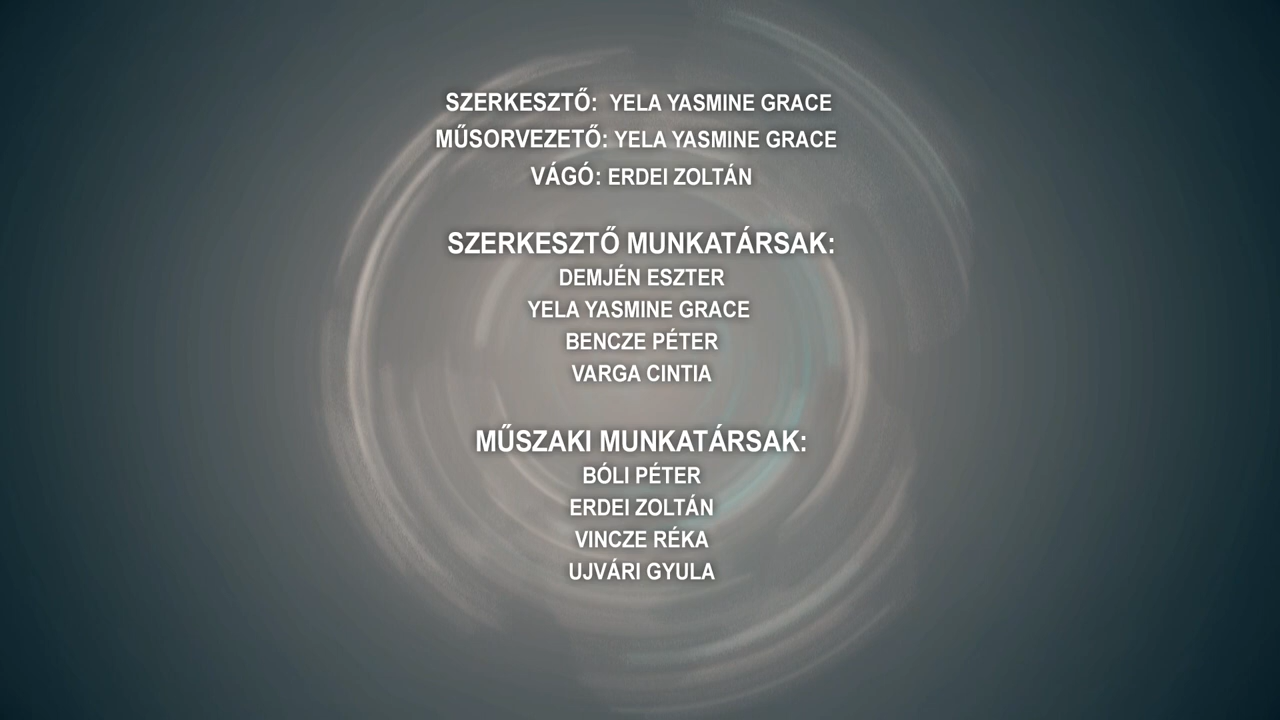 SZERKESZTŐ: YELA YASMINE GRACE
MŰSORVEZETŐ: YELA YASMINE GRACE
VÁGÓ: ERDEI ZOLTÁN
SZERKESZTŐ MUNKATÁRSAK:
DEMJÉN ESZTER
YELA YASMINE GRACE
BENCZE PÉTER
VARGA CINTIA
MŰSZAKI MUNKATÁRSAK:
BÓLI PÉTER
ERDEI ZOLTÁN
VINCZE RÉKA
UJVÁRI GYULA